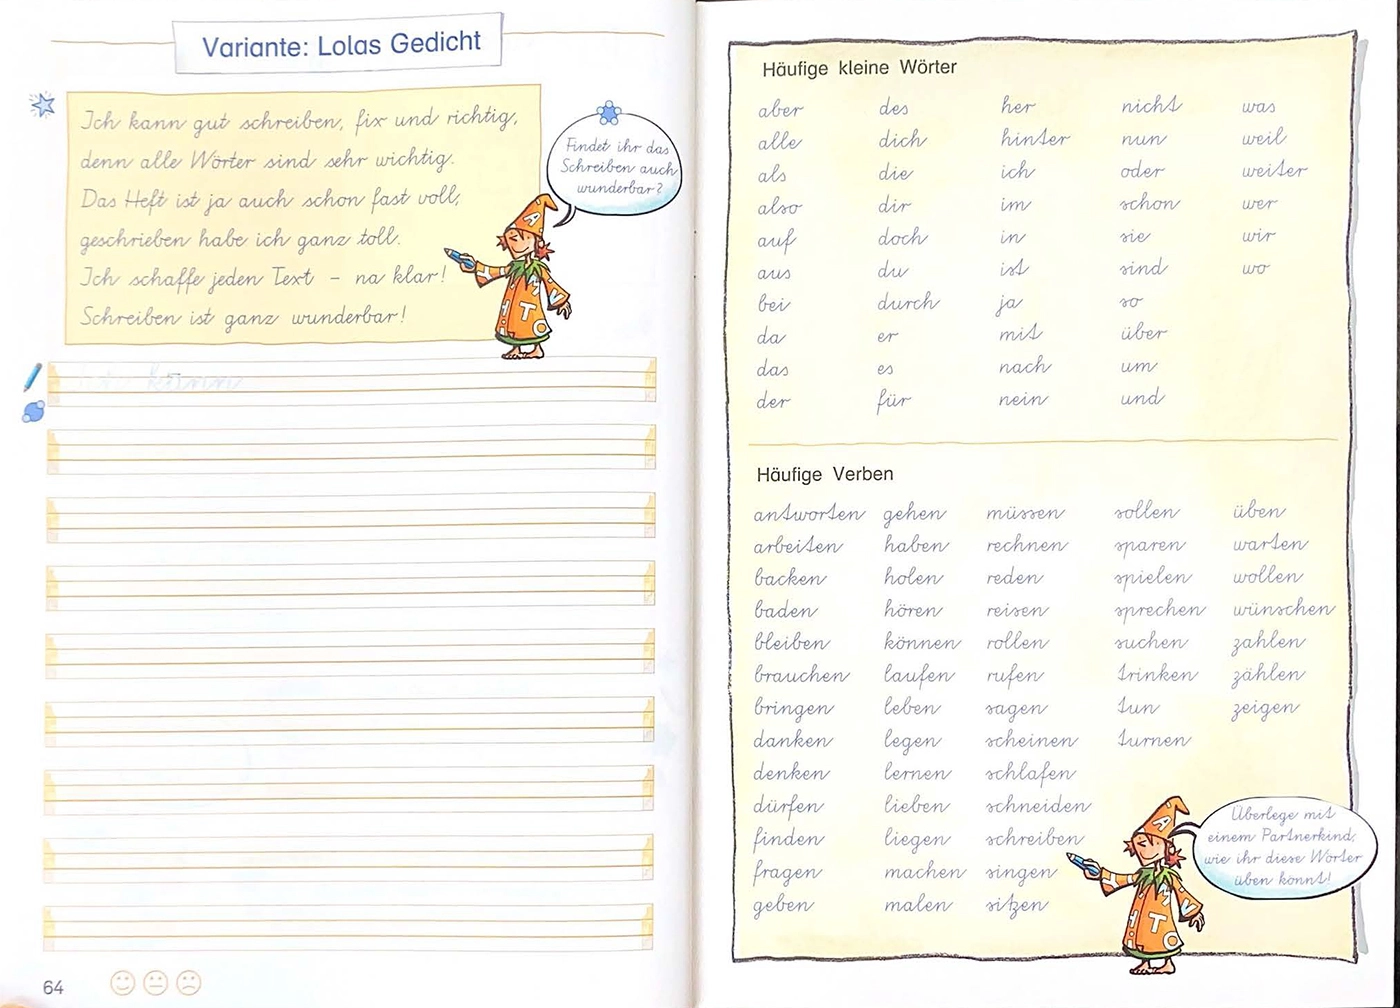 Variante: Lolas Gedicht
Ich kann gut schreiben, fix und richtig,
denn alle Wörter sind sehr wichtig.
Das Heft ist ja auch schon fast voll;
geschrieben habe ich ganz toll.
Ich schaffe jeden Text – na klar!
Schreiben ist ganz wunderbar!
Findet ihr das
Schreiben auch
wunderbar?
kann
64
Häufige kleine Wörter
aber des her nicht was
alle dich hinter nun weil
als die ich oder weiter
also dir im schon wer
auf doch in sie wir
aus du ist sind wo
bei durch ja so
da er mit über
das es nach um
der für nein und
Häufige Verben
antworten gehen müssen sollen üben
arbeiten haben rechnen sparen warten
backen holen reden spielen wollen
baden hören reisen sprechen wünschen
bleiben können rollen suchen zahlen
brauchen laufen rufen trinken zählen
bringen leben sagen tun zeigen
danken legen scheinen turnen
denken lernen schlafen
dürfen lieben schneiden
finden liegen schreiben
fragen machen singen
geben malen sitzen
Überlege mit
einem Partnerkind,
wie ihr diese Wörter
üben könnt!